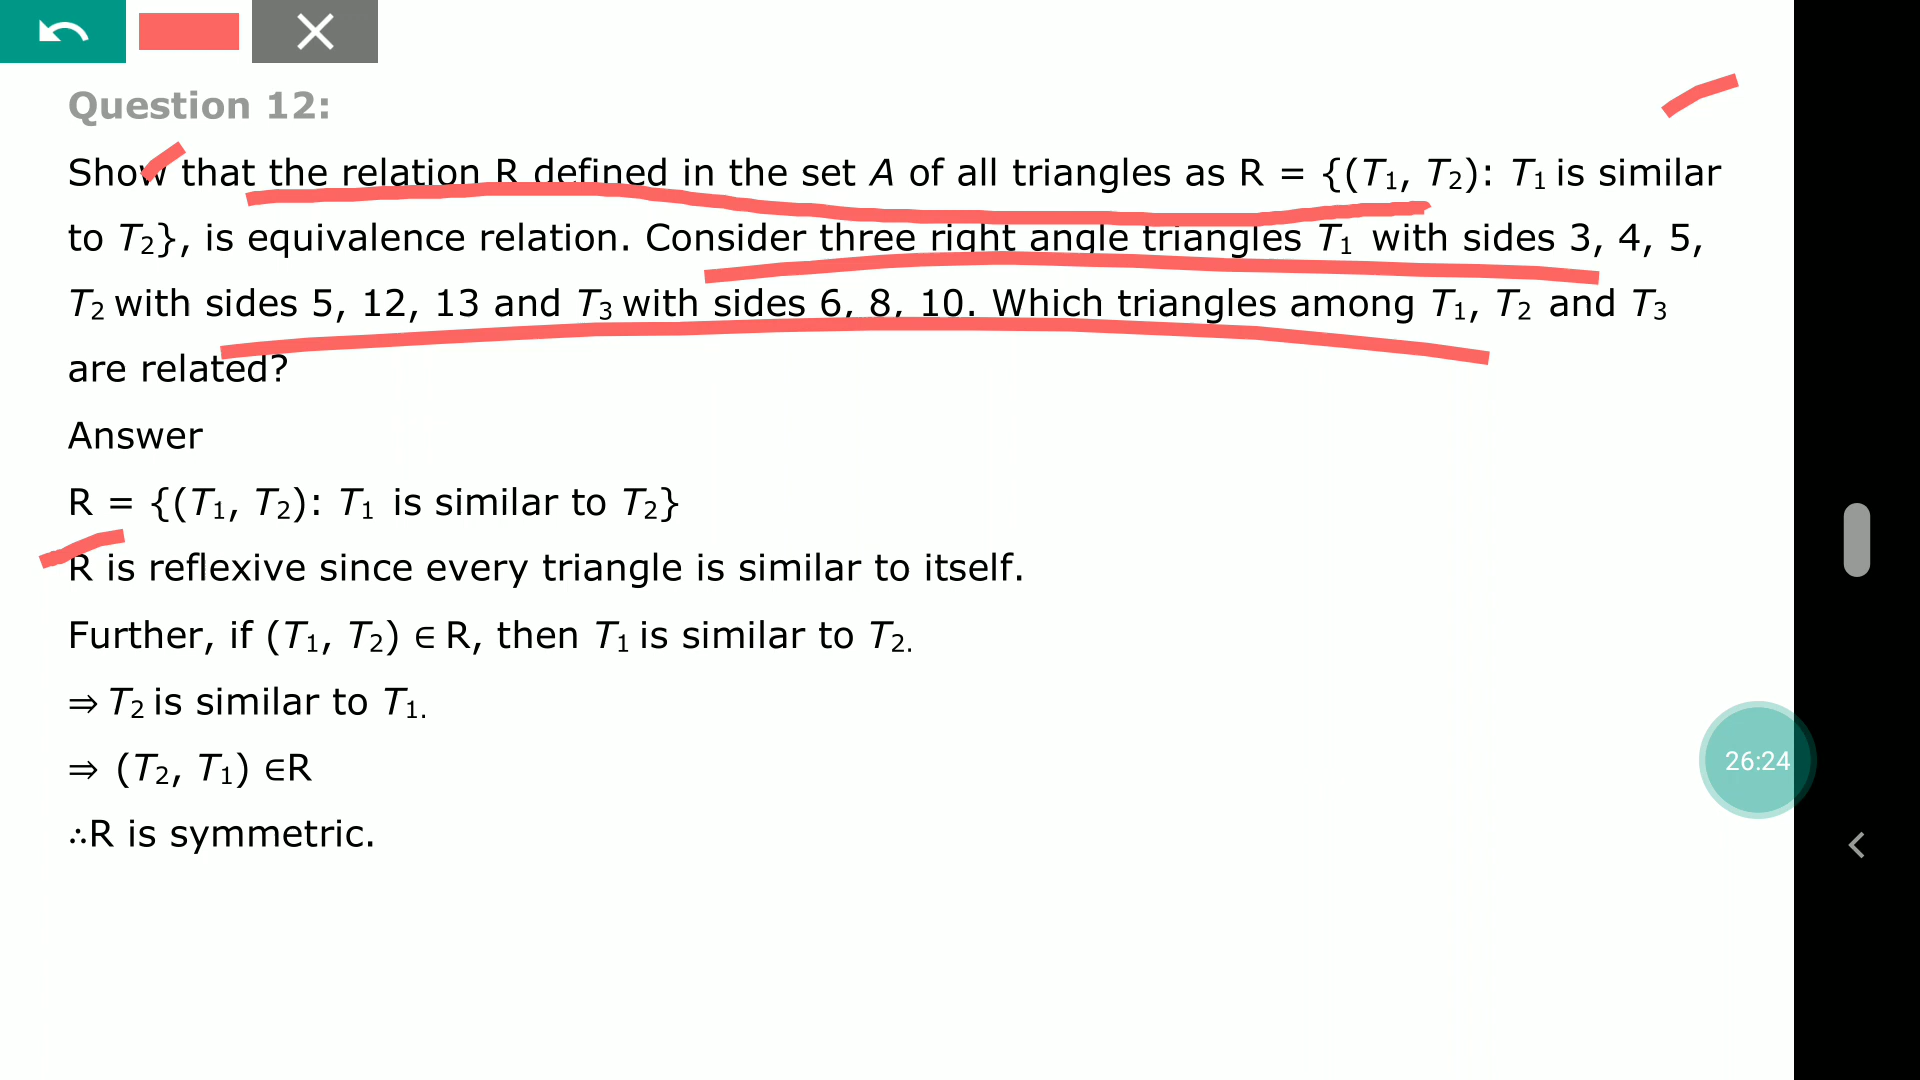 Question 12:
Show that the relation R defined in the set A of all triangles as R = {(T₁, T₂): T₁ is similar
to T₂}, is equivalence relation. Consider three right angle triangles T₁ with sides 3, 4, 5,
T₂ with sides 5, 12, 13 and T₃ with sides 6, 8, 10. Which triangles among T₁, T₂ and T₃
are related?
Answer
R = {(T₁, T₂): T₁ is similar to T₂}
R is reflexive since every triangle is similar to itself.
Further, if (T₁, T₂) ∈ R, then T₁ is similar to T₂.
⇒ T₂ is similar to T₁.
⇒ (T₂, T₁) ∈R
∴R is symmetric.
26:24